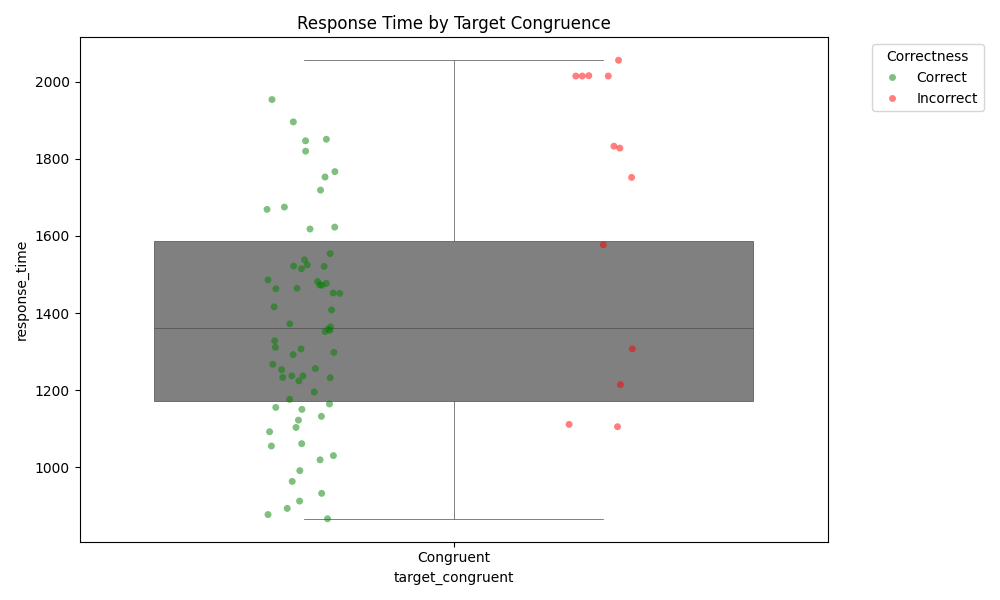 Response Time by Target Congruence
Correctness
Correct
Incorrect
response_time
2000
1800
1600
1400
1200
1000
Congruent
target_congruent